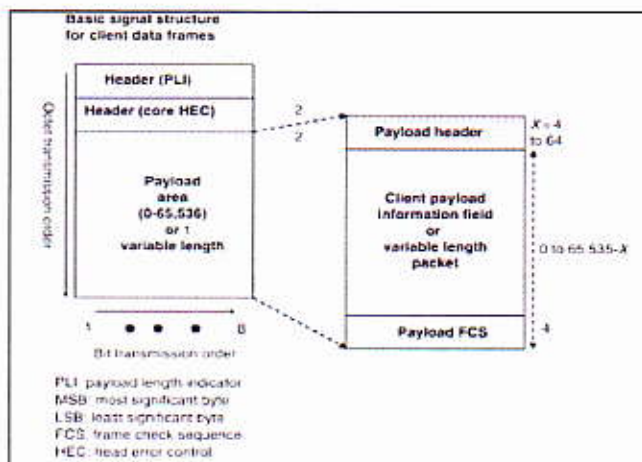 Basic signal structure
for client data frames
Header (PLI)
Header (core HEC)
2
2
Payload
area
(0-65,536)
or 1
variable length
Octet transmission
order
1
8
Bit transmission order
Payload header
X = 4
to 64
Client payload
information field
or
variable length
packet
0 to 65 535-X
Payload FCS
4
PLI: payload length indicator
MSB: most significant byte
LSB: least significant byte
FCS: frame check sequence
HEC: head error control